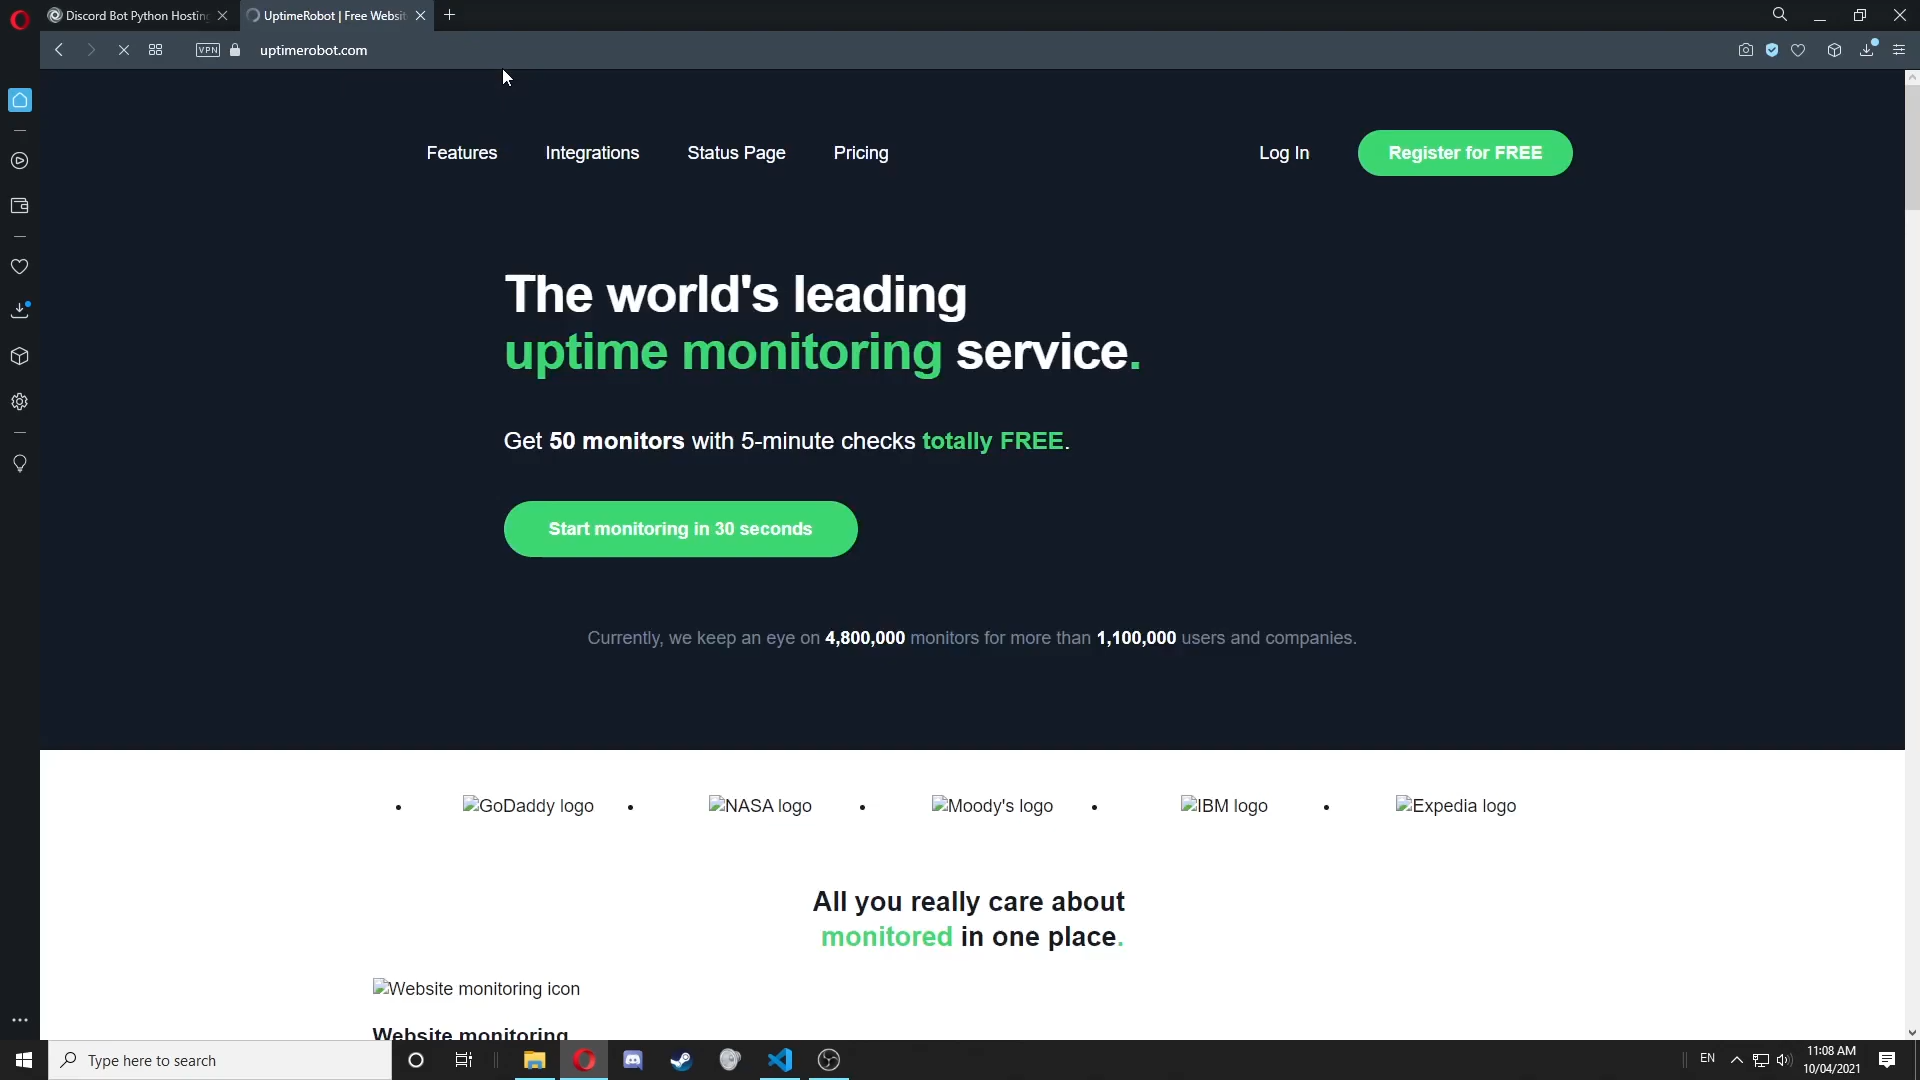 Discord Bot Python Hosting
UptimeRobot | Free Websit
VPN
uptimerobot.com
Features
Integrations
Status Page
Pricing
Log In
Register for FREE
The world's leading
uptime monitoring service.
Get 50 monitors with 5-minute checks totally FREE.
Start monitoring in 30 seconds
Currently, we keep an eye on 4,800,000 monitors for more than 1,100,000 users and companies.
GoDaddy logo
NASA logo
Moody's logo
IBM logo
Expedia logo
All you really care about
monitored in one place.
Website monitoring icon
Website monitoring
Type here to search
EN
11:08 AM
10/04/2021